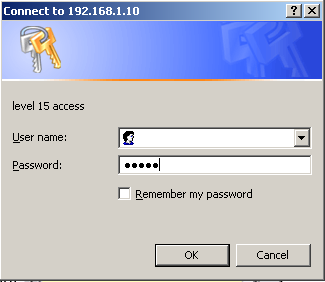 Connect to 192.168.1.10
level 15 access
User name:
Password: •••••
Remember my password
OK Cancel